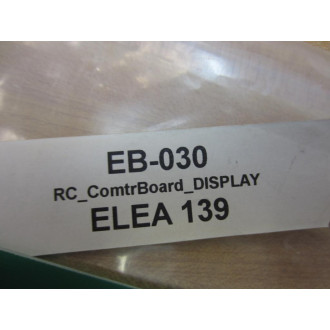 EB-030
RC_ComtrBoard_DISPLAY
ELEA 139